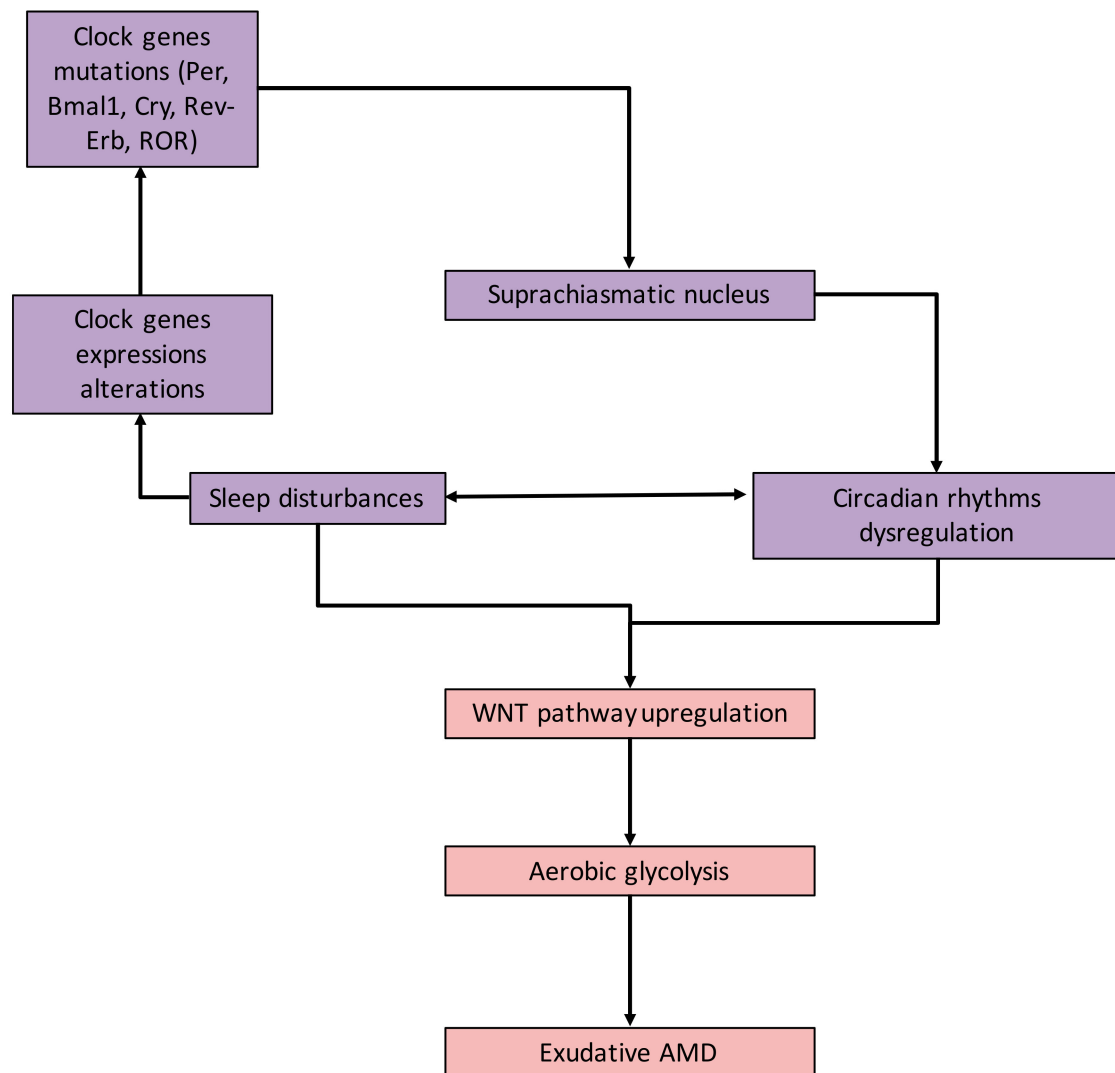 Clock genes
mutations (Per,
Bmal1, Cry, Rev-
Erb, ROR)
Suprachiasmatic nucleus
Clock genes
expressions
alterations
Sleep disturbances
Circadian rhythms
dysregulation
WNT pathway upregulation
Aerobic glycolysis
Exudative AMD